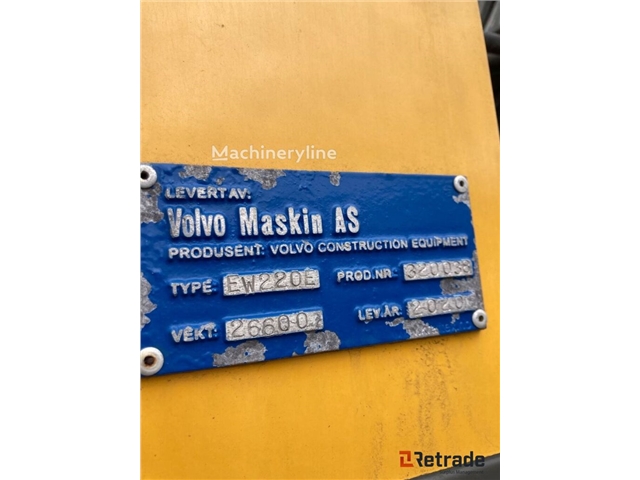 Machineryline
LEVERT AV:
Volvo Maskin AS
PRODUSENT: VOLVO CONSTRUCTION EQUIPMENT
TYPE: EW220E PROD.NR.
VEKT: 26600 LEV.ÅR: 2020
Retrade